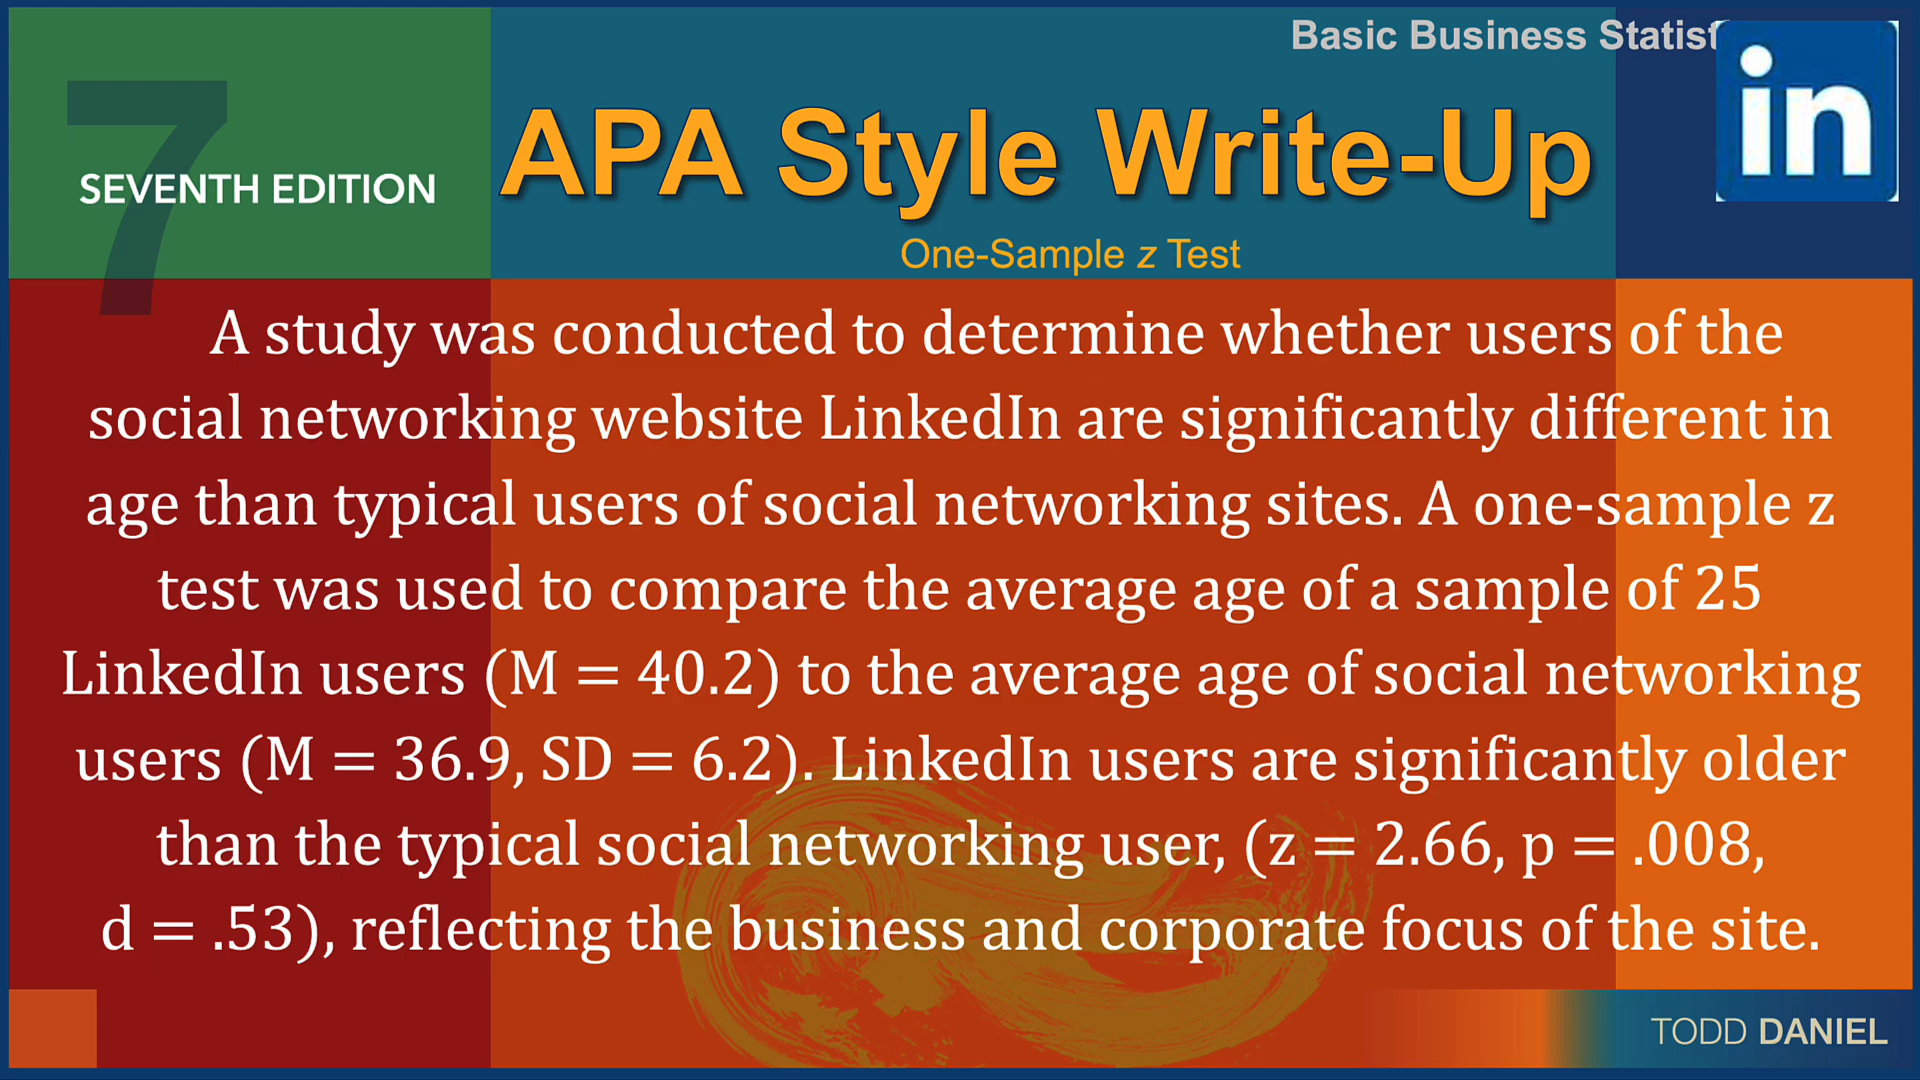 Basic Business Statist
in
7
SEVENTH EDITION
APA Style Write-Up
One-Sample z Test
A study was conducted to determine whether users of the
social networking website LinkedIn are significantly different in
age than typical users of social networking sites. A one-sample z
test was used to compare the average age of a sample of 25
LinkedIn users (M = 40.2) to the average age of social networking
users (M = 36.9, SD = 6.2). LinkedIn users are significantly older
than the typical social networking user, (z = 2.66, p = .008,
d = .53), reflecting the business and corporate focus of the site.
TODD DANIEL